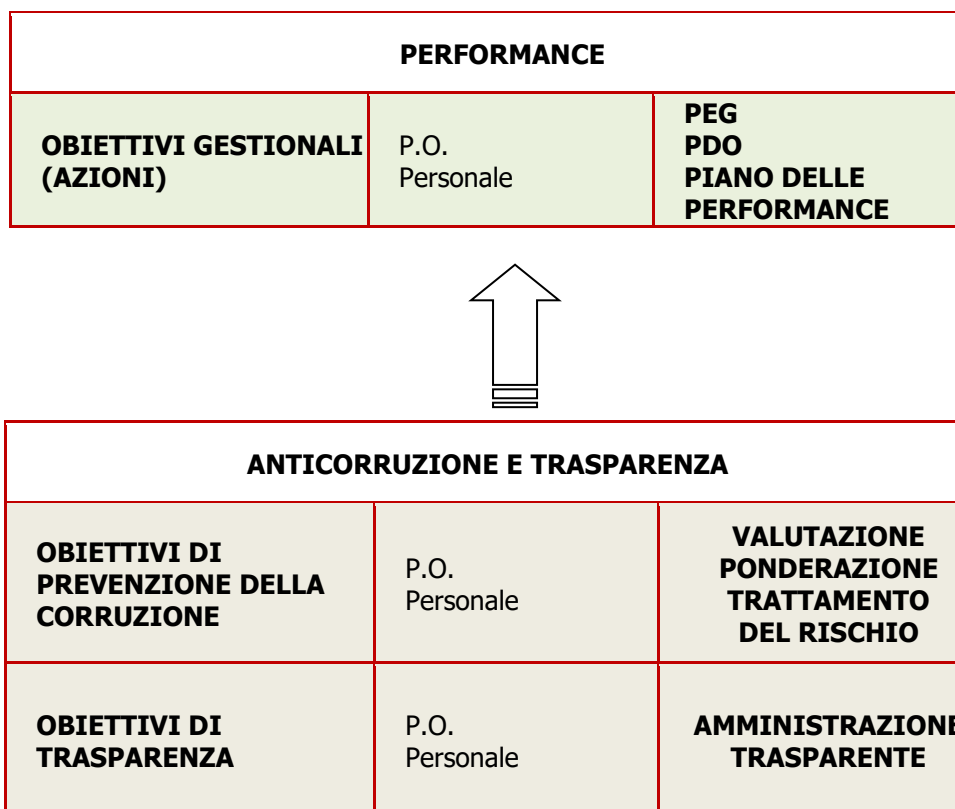 PERFORMANCE
OBIETTIVI GESTIONALI
(AZIONI)
P.O.
Personale
PEG
PDO
PIANO DELLE
PERFORMANCE
ANTICORRUZIONE E TRASPARENZA
OBIETTIVI DI
PREVENZIONE DELLA
CORRUZIONE
P.O.
Personale
VALUTAZIONE
PONDERAZIONE
TRATTAMENTO
DEL RISCHIO
OBIETTIVI DI
TRASPARENZA
P.O.
Personale
AMMINISTRAZIONE
TRASPARENTE